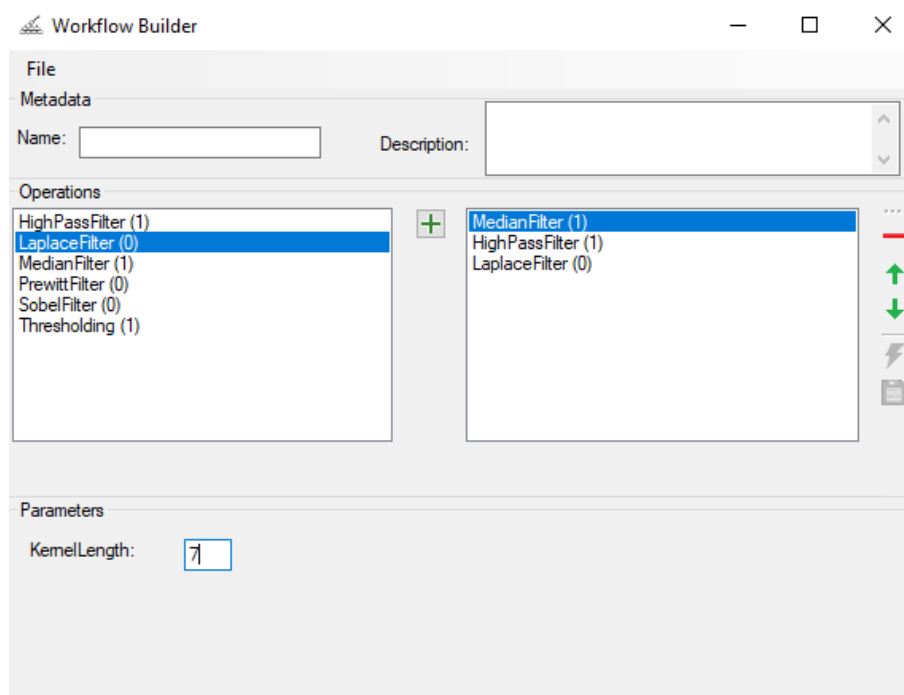 Workflow Builder
File
Metadata
Name:
Description:
Operations
HighPassFilter (1)
LaplaceFilter (0)
MedianFilter (1)
PrewittFilter (0)
SobelFilter (0)
Thresholding (1)
MedianFilter (1)
HighPassFilter (1)
LaplaceFilter (0)
Parameters
KernelLength: 7